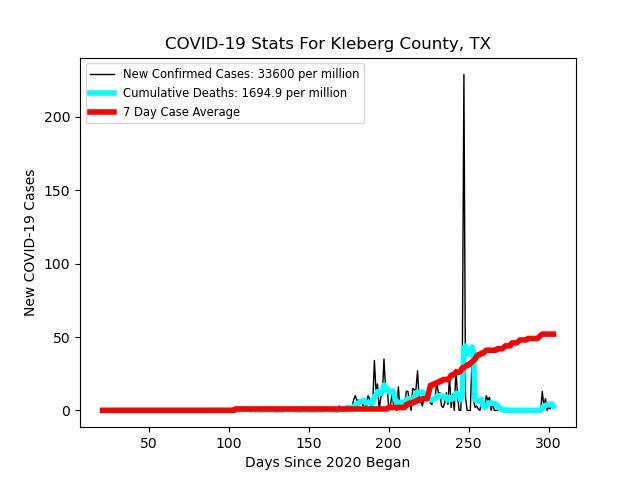 COVID-19 Stats For Kleberg County, TX
New Confirmed Cases: 33600 per million
Cumulative Deaths: 1694.9 per million
7 Day Case Average
New COVID-19 Cases
200
150
100
50
0
50 100 150 200 250 300
Days Since 2020 Began